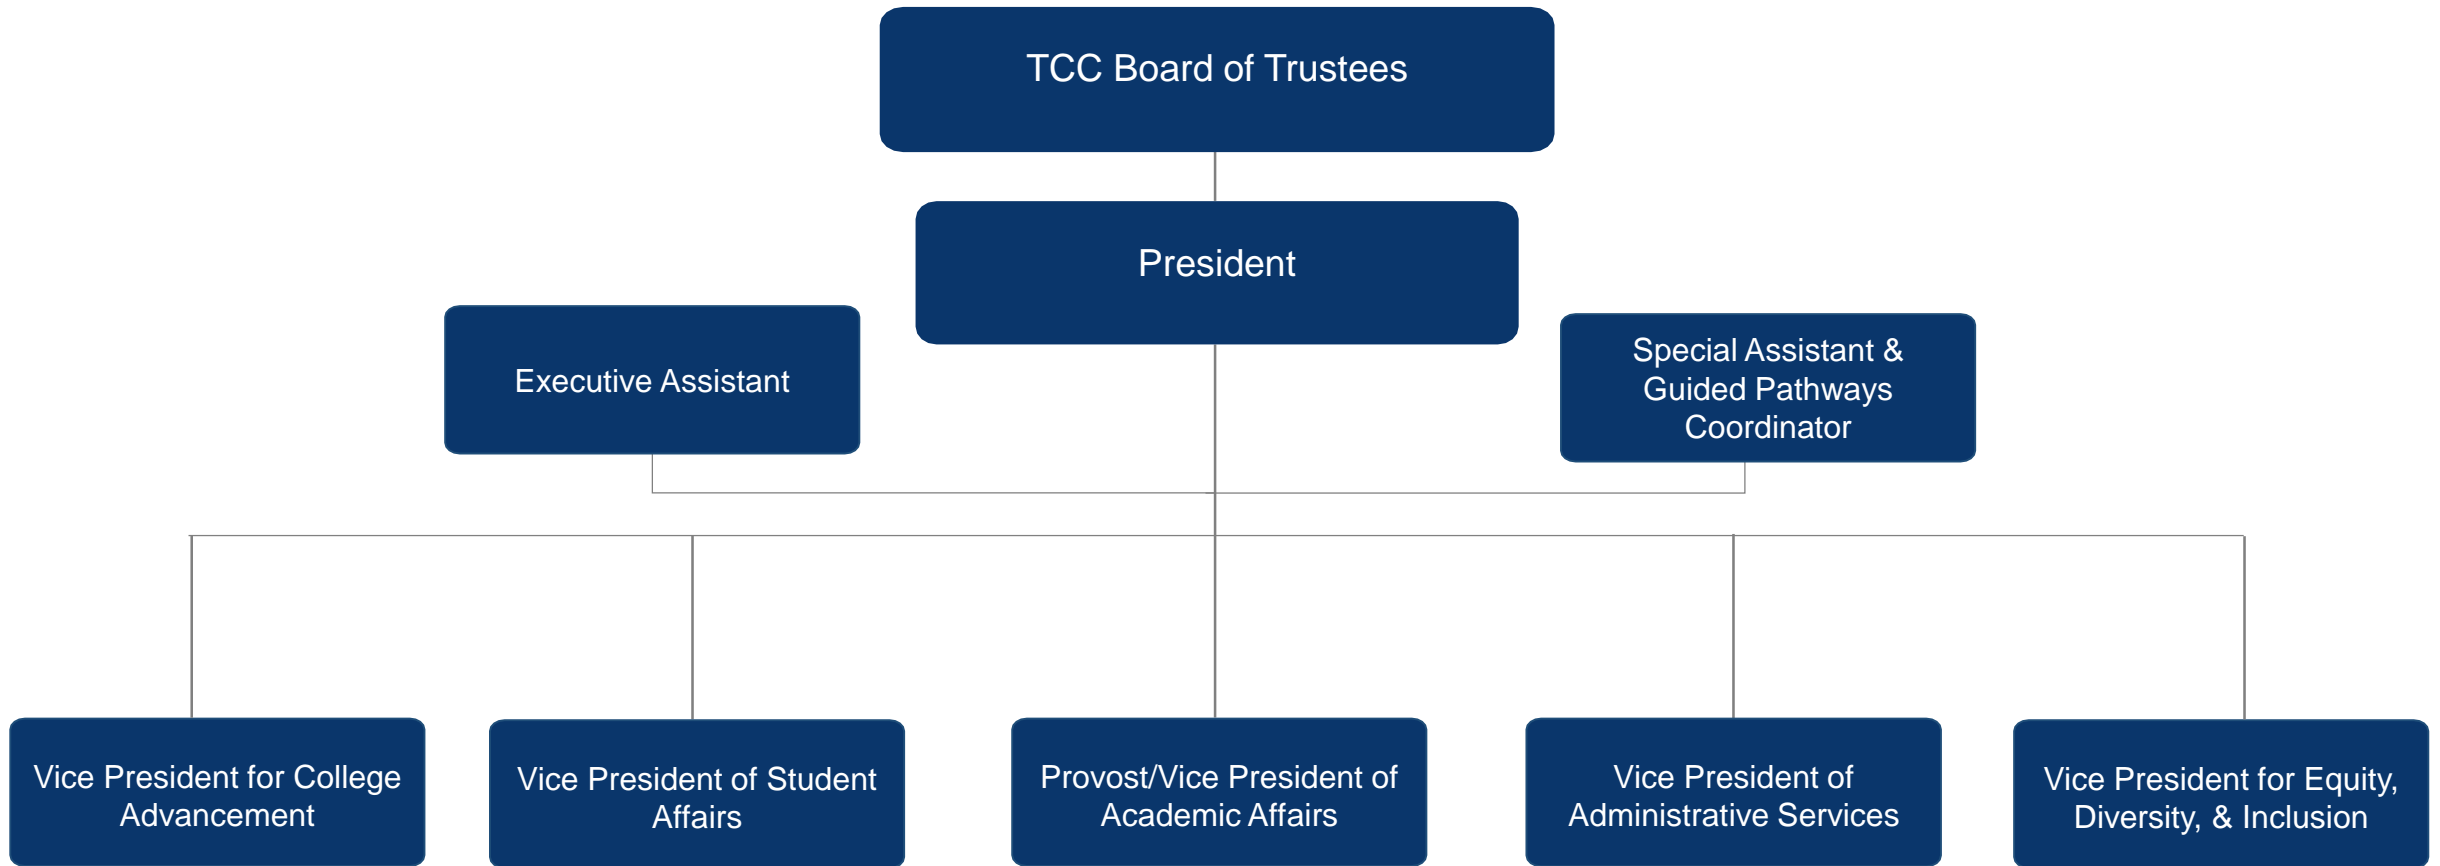 TCC Board of Trustees
President
Executive Assistant
Special Assistant &
Guided Pathways
Coordinator
Vice President for College
Advancement
Vice President of Student
Affairs
Provost/Vice President of
Academic Affairs
Vice President of
Administrative Services
Vice President for Equity,
Diversity, & Inclusion